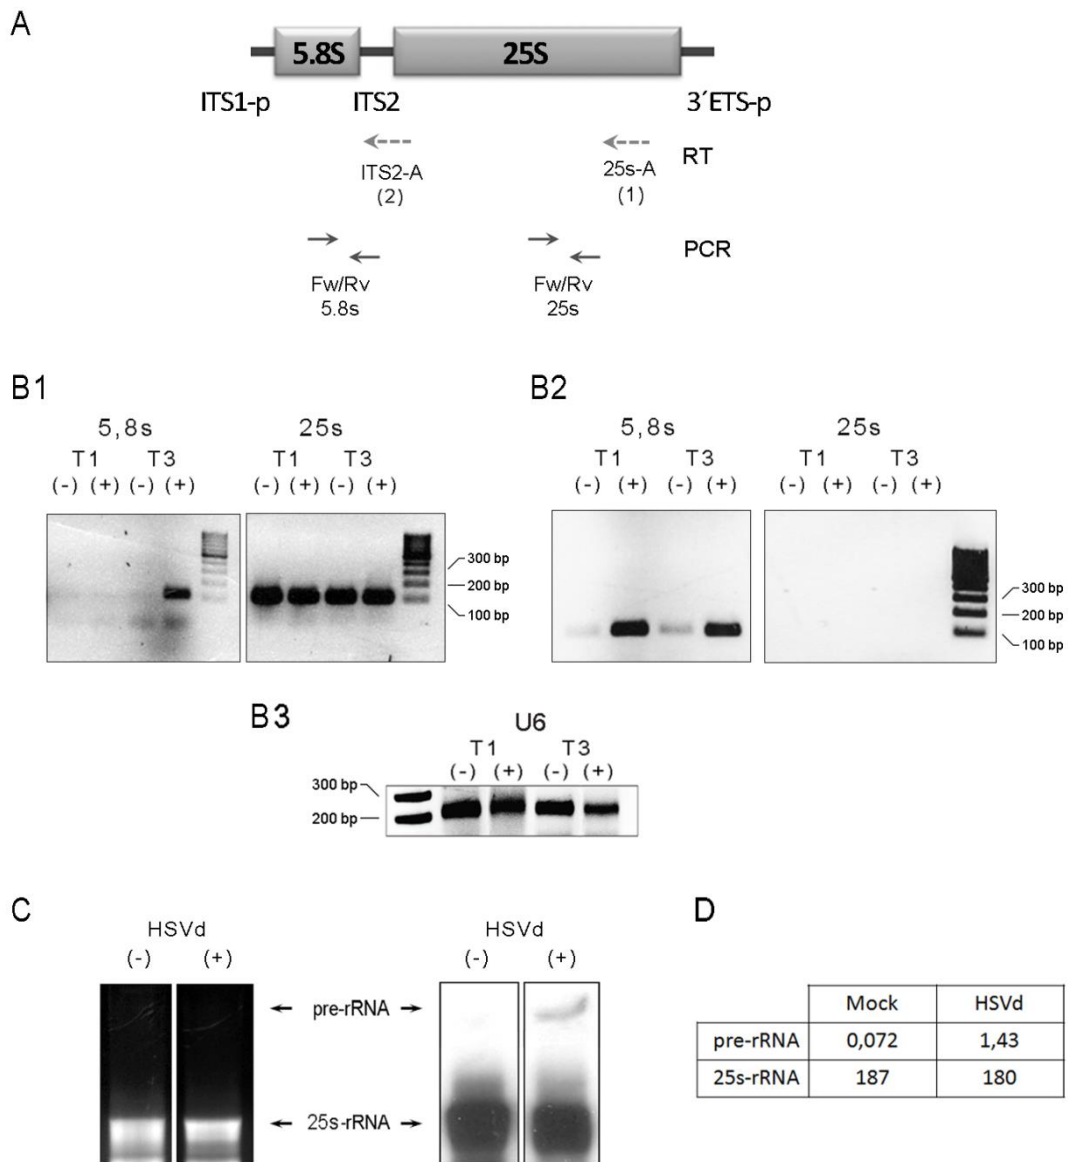 A
5.8S 25S
ITS1-p ITS2 3´ETS-p
RT
ITS2-A 25s-A
(2) (1)
PCR
Fw/Rv Fw/Rv
5.8s 25s
B1
5,8s 25s
T1 T3 T1 T3
(-) (+) (-) (+) (-) (+) (-) (+)
300 bp
200 bp
100 bp
B2
5,8s 25s
T1 T3 T1 T3
(-) (+) (-) (+) (-) (+) (-) (+)
300 bp
200 bp
100 bp
B3
U6
T1 T3
(-) (+) (-) (+)
300 bp
200 bp
C
HSVd HSVd
(-) (+) (-) (+)
pre-rRNA
25s-rRNA
D
Mock HSVd
pre-rRNA 0,072 1,43
25s-rRNA 187 180